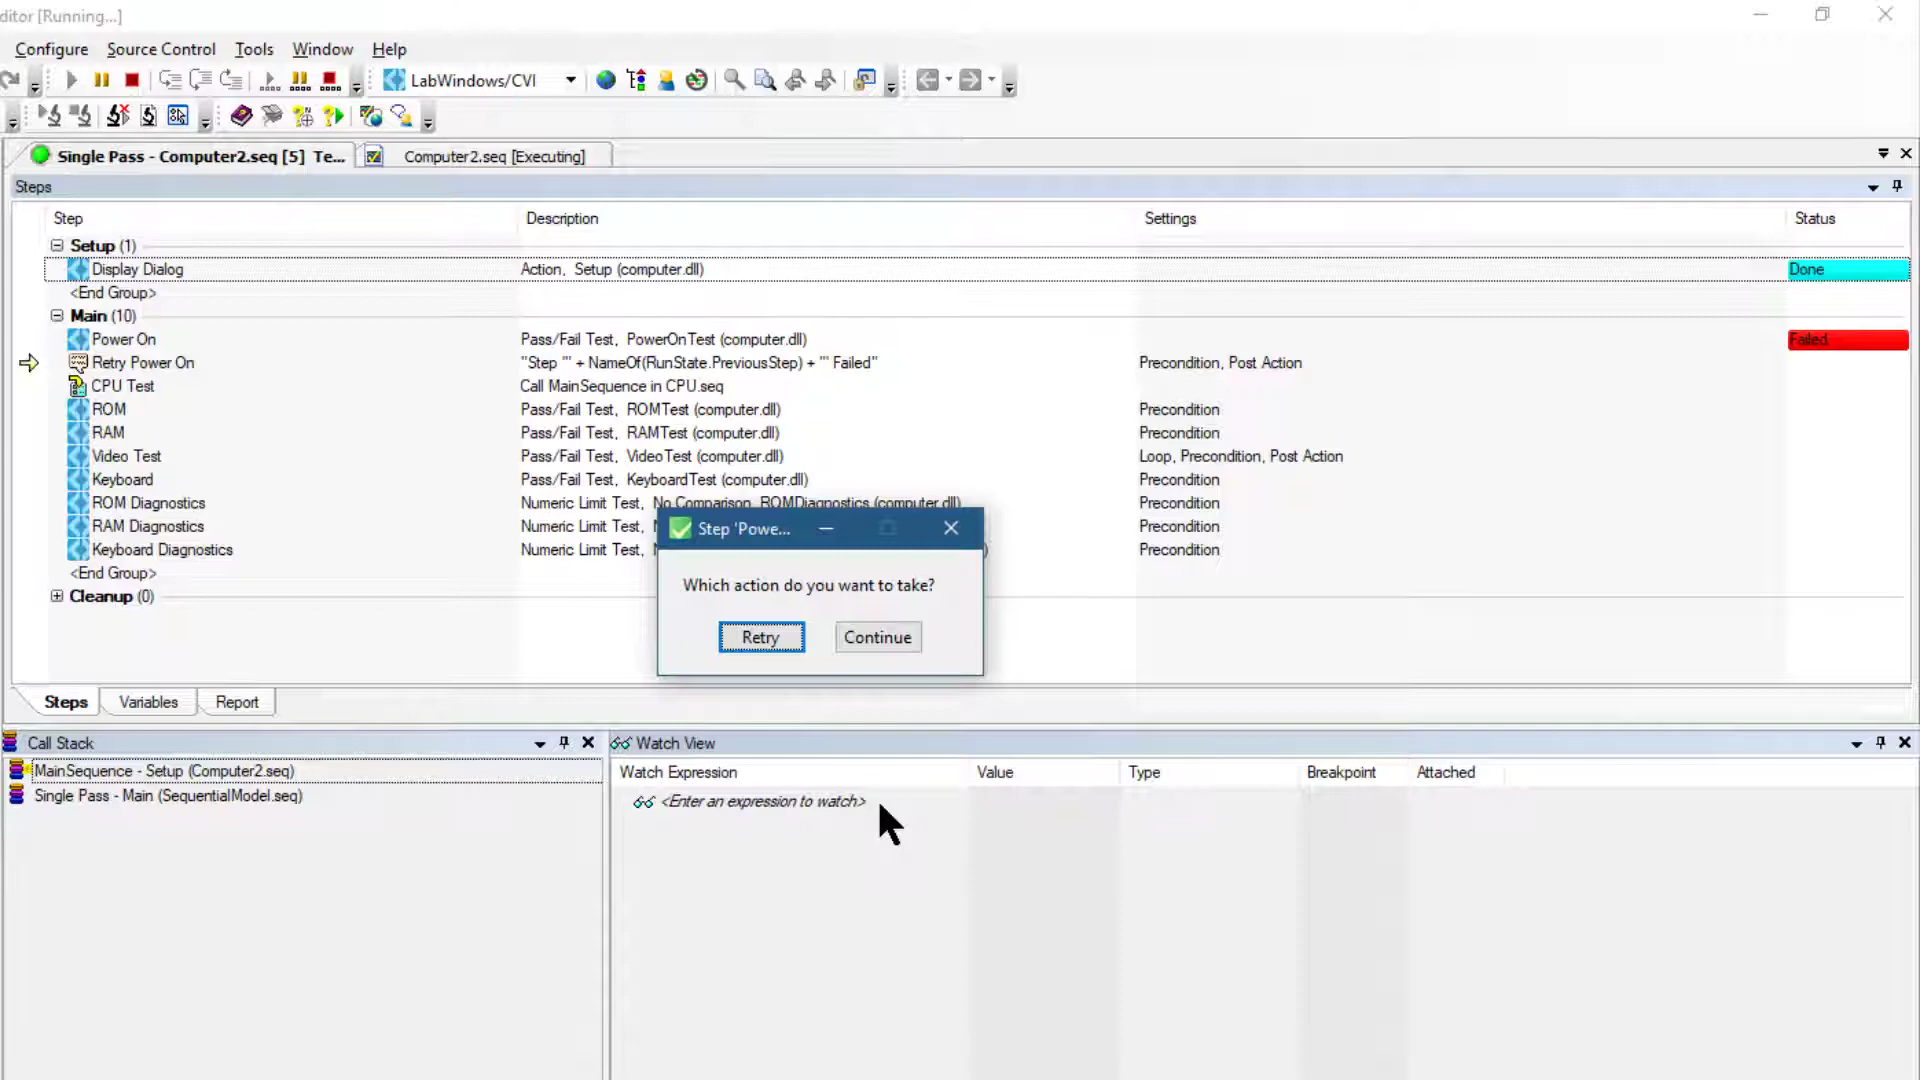 ditor [Running...]
Configure Source Control Tools Window Help
LabWindows/CVI
Single Pass - Computer2.seq [5] Te... Computer2.seq [Executing]
Steps
Step Description Settings Status
Setup (1)
Display Dialog Action, Setup (computer.dll) Done
<End Group>
Main (10)
Power On Pass/Fail Test, PowerOnTest (computer.dll) Failed
Retry Power On "Step '" + NameOf(RunState.PreviousStep) + "' Failed" Precondition, Post Action
CPU Test Call MainSequence in CPU.seq
ROM Pass/Fail Test, ROMTest (computer.dll) Precondition
RAM Pass/Fail Test, RAMTest (computer.dll) Precondition
Video Test Pass/Fail Test, VideoTest (computer.dll) Loop, Precondition, Post Action
Keyboard Pass/Fail Test, KeyboardTest (computer.dll) Precondition
ROM Diagnostics Numeric Limit Test, No Comparison, ROMDiagnostics (computer.dll) Precondition
RAM Diagnostics Numeric Limit Test, Precondition
Keyboard Diagnostics Numeric Limit Test, ) Precondition
<End Group>
Cleanup (0)
Step 'Powe...
Which action do you want to take?
Retry Continue
Steps Variables Report
Call Stack
MainSequence - Setup (Computer2.seq)
Single Pass - Main (SequentialModel.seq)
Watch View
Watch Expression Value Type Breakpoint Attached
<Enter an expression to watch>